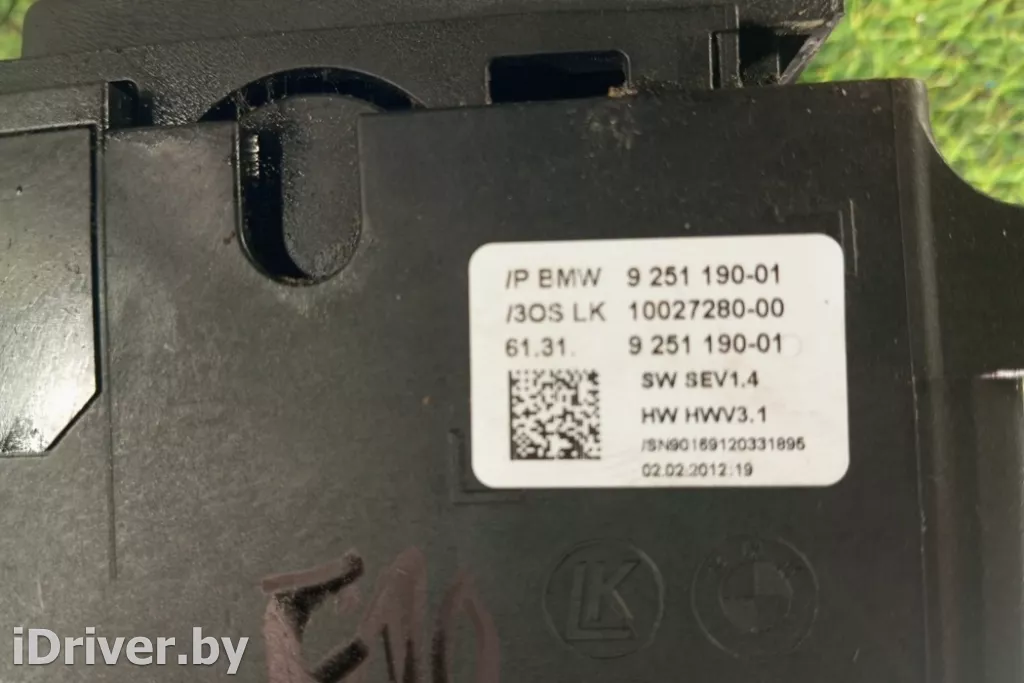 /P BMW 9 251 190-01
/3OS LK 10027280-00
61.31. 9 251 190-01
SW SEV1.4
HW HWV3.1
/SN90169120331895
02.02.2012.19
LK
F10
iDriver.by